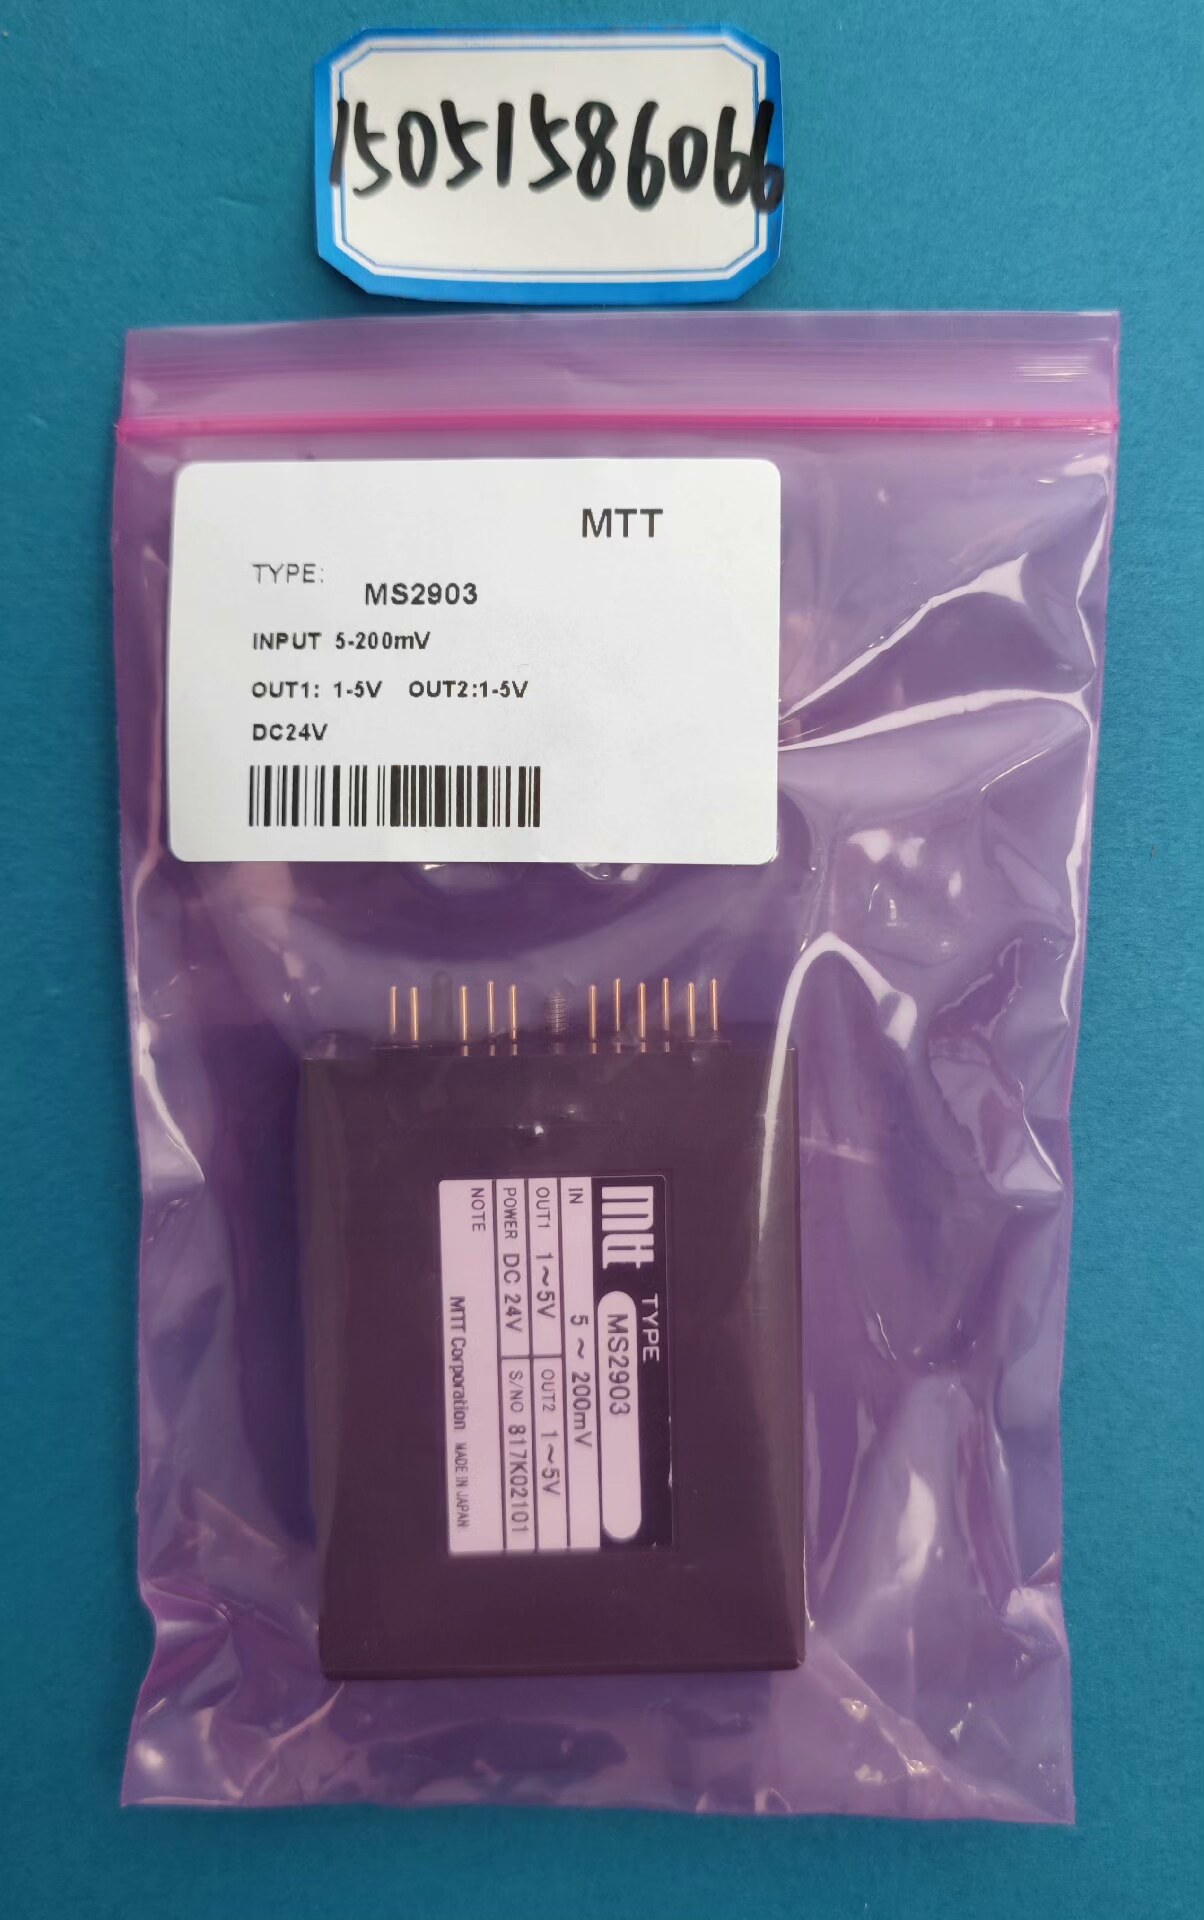 15051586066
MTT
TYPE:
MS2903
INPUT 5-200mV
OUT1: 1-5V OUT2:1-5V
DC24V
mtt TYPE
MS2903
IN 5 ~ 200mV
OUT1 1~5V OUT2 1~5V
POWER DC 24V S/NO 817K02101
NOTE
MTT Corporation MADE IN JAPAN